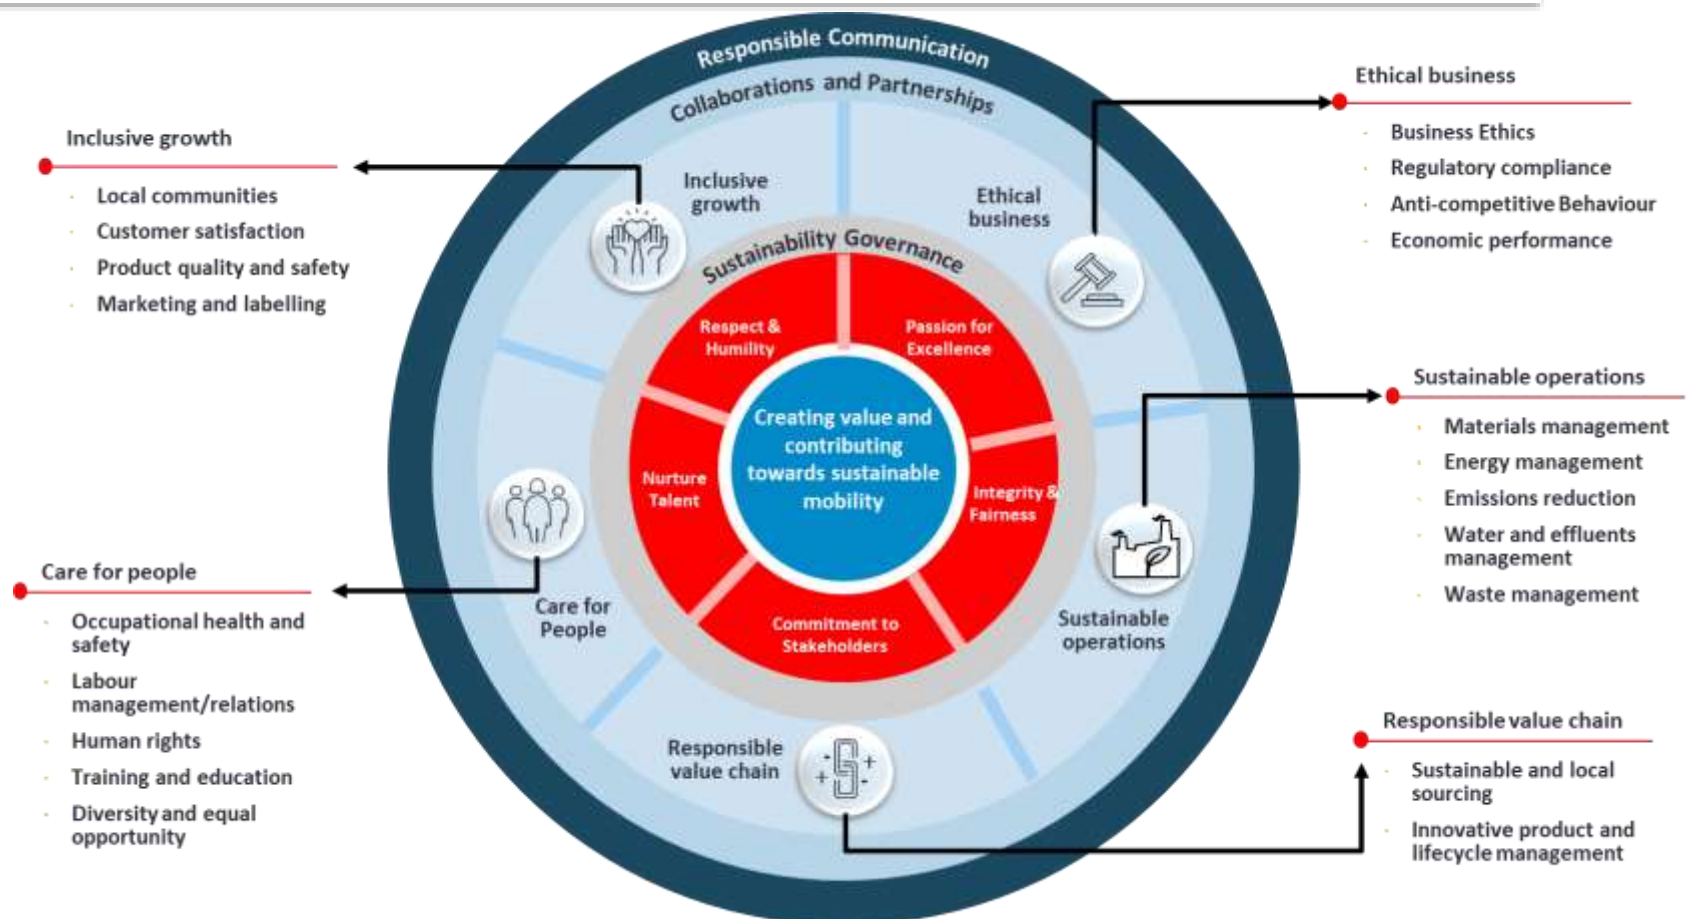 Responsible Communication
Collaborations and Partnerships
Inclusive
growth
Ethical
business
Sustainability Governance
Respect &
Humility
Passion for
Excellence
Creating value and
contributing
towards sustainable
mobility
Nurture
Talent
Integrity &
Fairness
Commitment to
Stakeholders
Care for
People
Sustainable
operations
Responsible
value chain
Inclusive growth
Local communities
Customer satisfaction
Product quality and safety
Marketing and labelling
Care for people
Occupational health and
safety
Labour
management/relations
Human rights
Training and education
Diversity and equal
opportunity
Ethical business
Business Ethics
Regulatory compliance
Anti-competitive Behaviour
Economic performance
Sustainable operations
Materials management
Energy management
Emissions reduction
Water and effluents
management
Waste management
Responsible value chain
Sustainable and local
sourcing
Innovative product and
lifecycle management